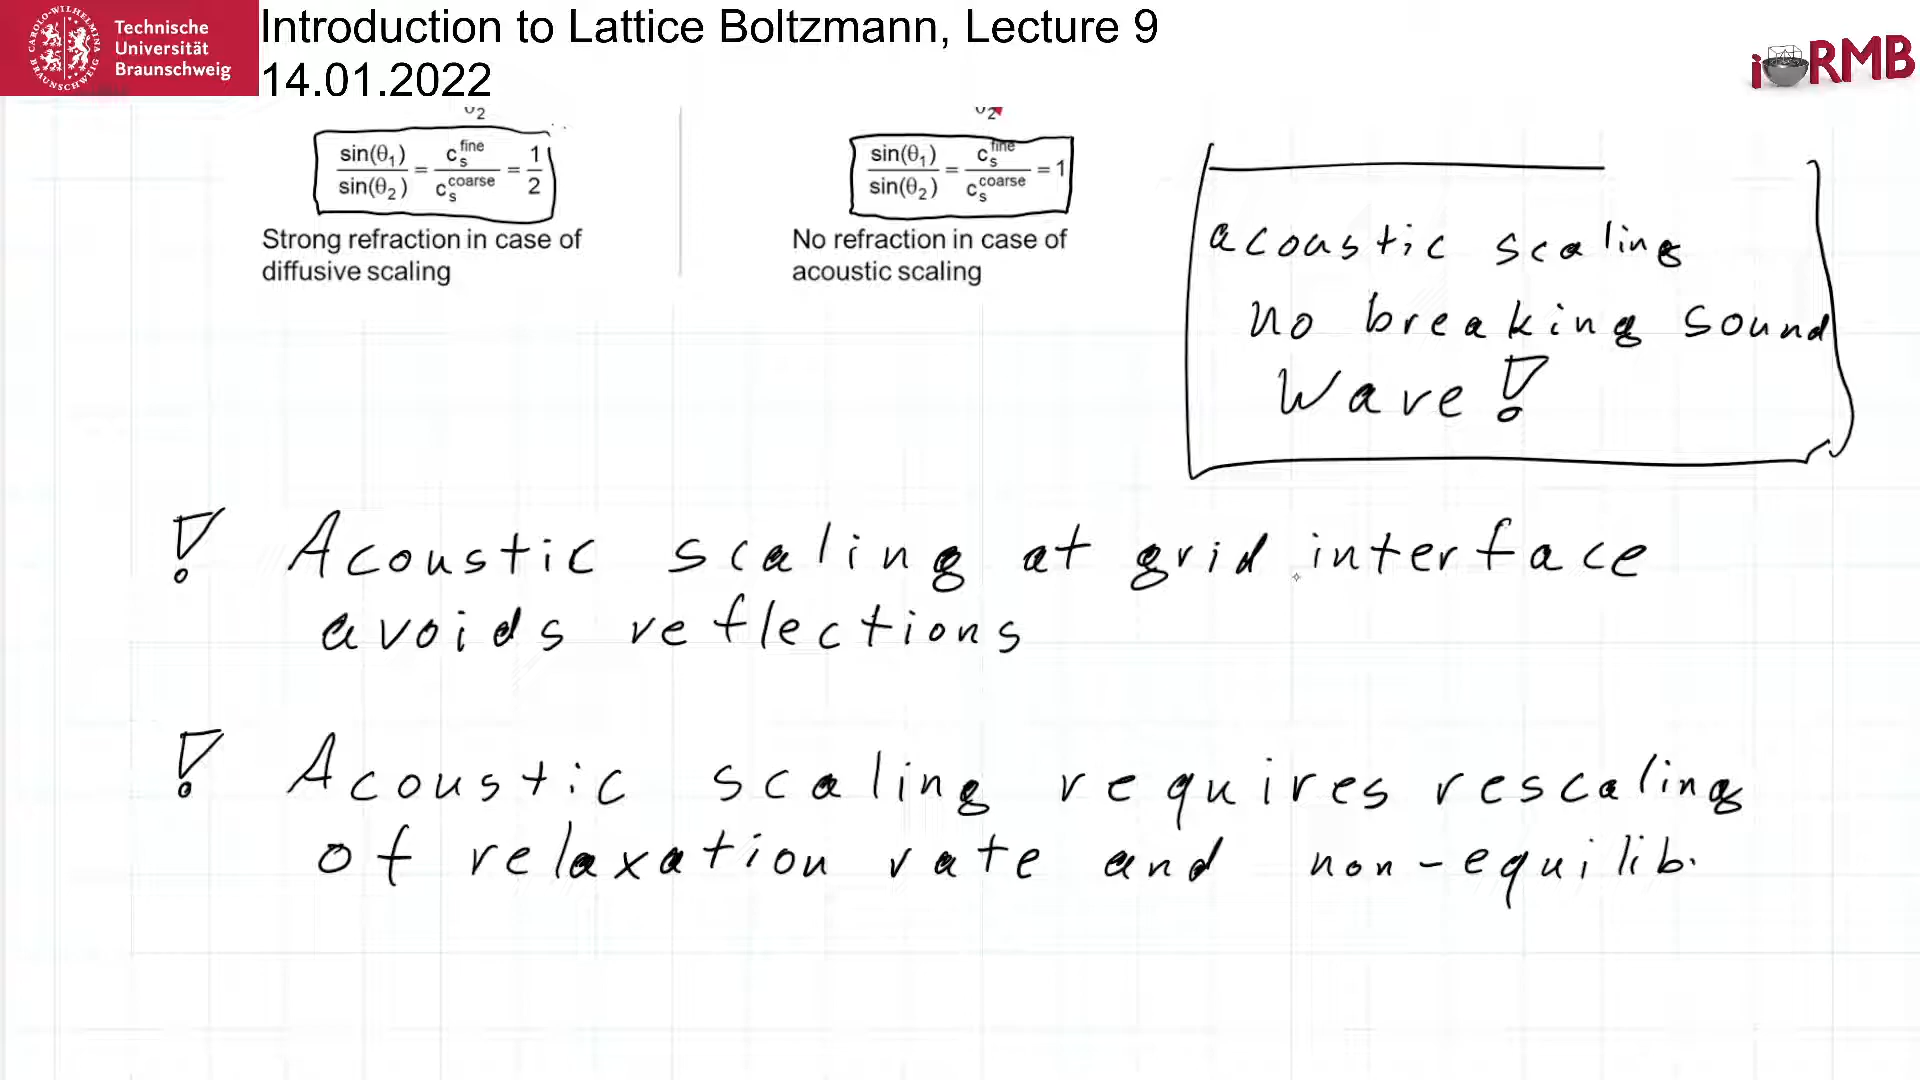 Technische
Universität
Braunschweig
CAROLO-WILHELMINA
BRAUNSCHWEIG
Introduction to Lattice Boltzmann, Lecture 9
14.01.2022
iRMB
sin(θ₁) / sin(θ₂) = cₛ^fine / cₛ^coarse = 1/2
Strong refraction in case of
diffusive scaling
sin(θ₁) / sin(θ₂) = cₛ^fine / cₛ^coarse = 1
No refraction in case of
acoustic scaling
acoustic scaling
no breaking sound
wave!
! Acoustic scaling at grid interface
avoids reflections
! Acoustic scaling requires rescaling
of relaxation rate and non-equilib.